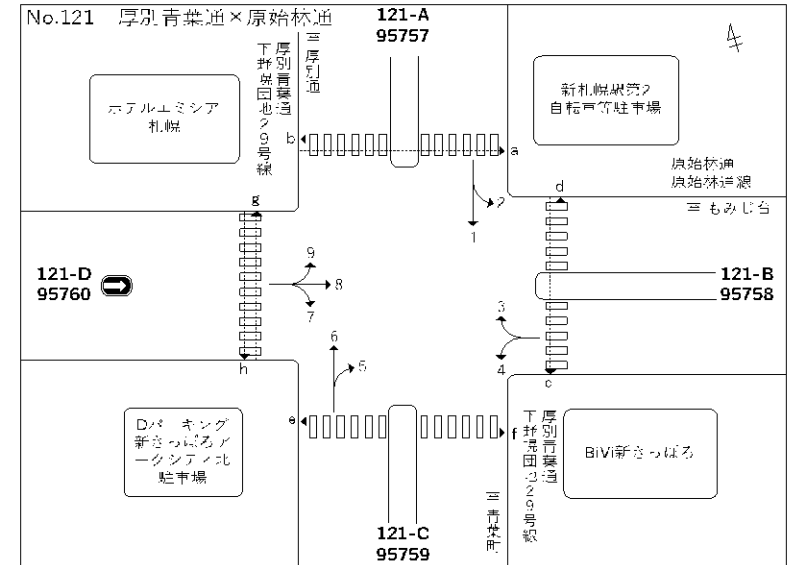 No.121 厚別青葉通×原始林通
121-A
95757
至 厚別通
厚別青葉通
下野幌団地229号線
ホテルエミシア
札幌
新札幌駅第2
自転車等駐車場
原始林通
原始林通線
至 もみじ台
b
a
d
g
2
1
9
8
7
3
4
6
5
121-D
95760
121-B
95758
h
c
e
f
Dパーキング
新さっぽろア
ークシティ北
駐車場
厚別青葉通
下野幌団地229号線
至 青葉町
BiVi新さっぽろ
121-C
95759